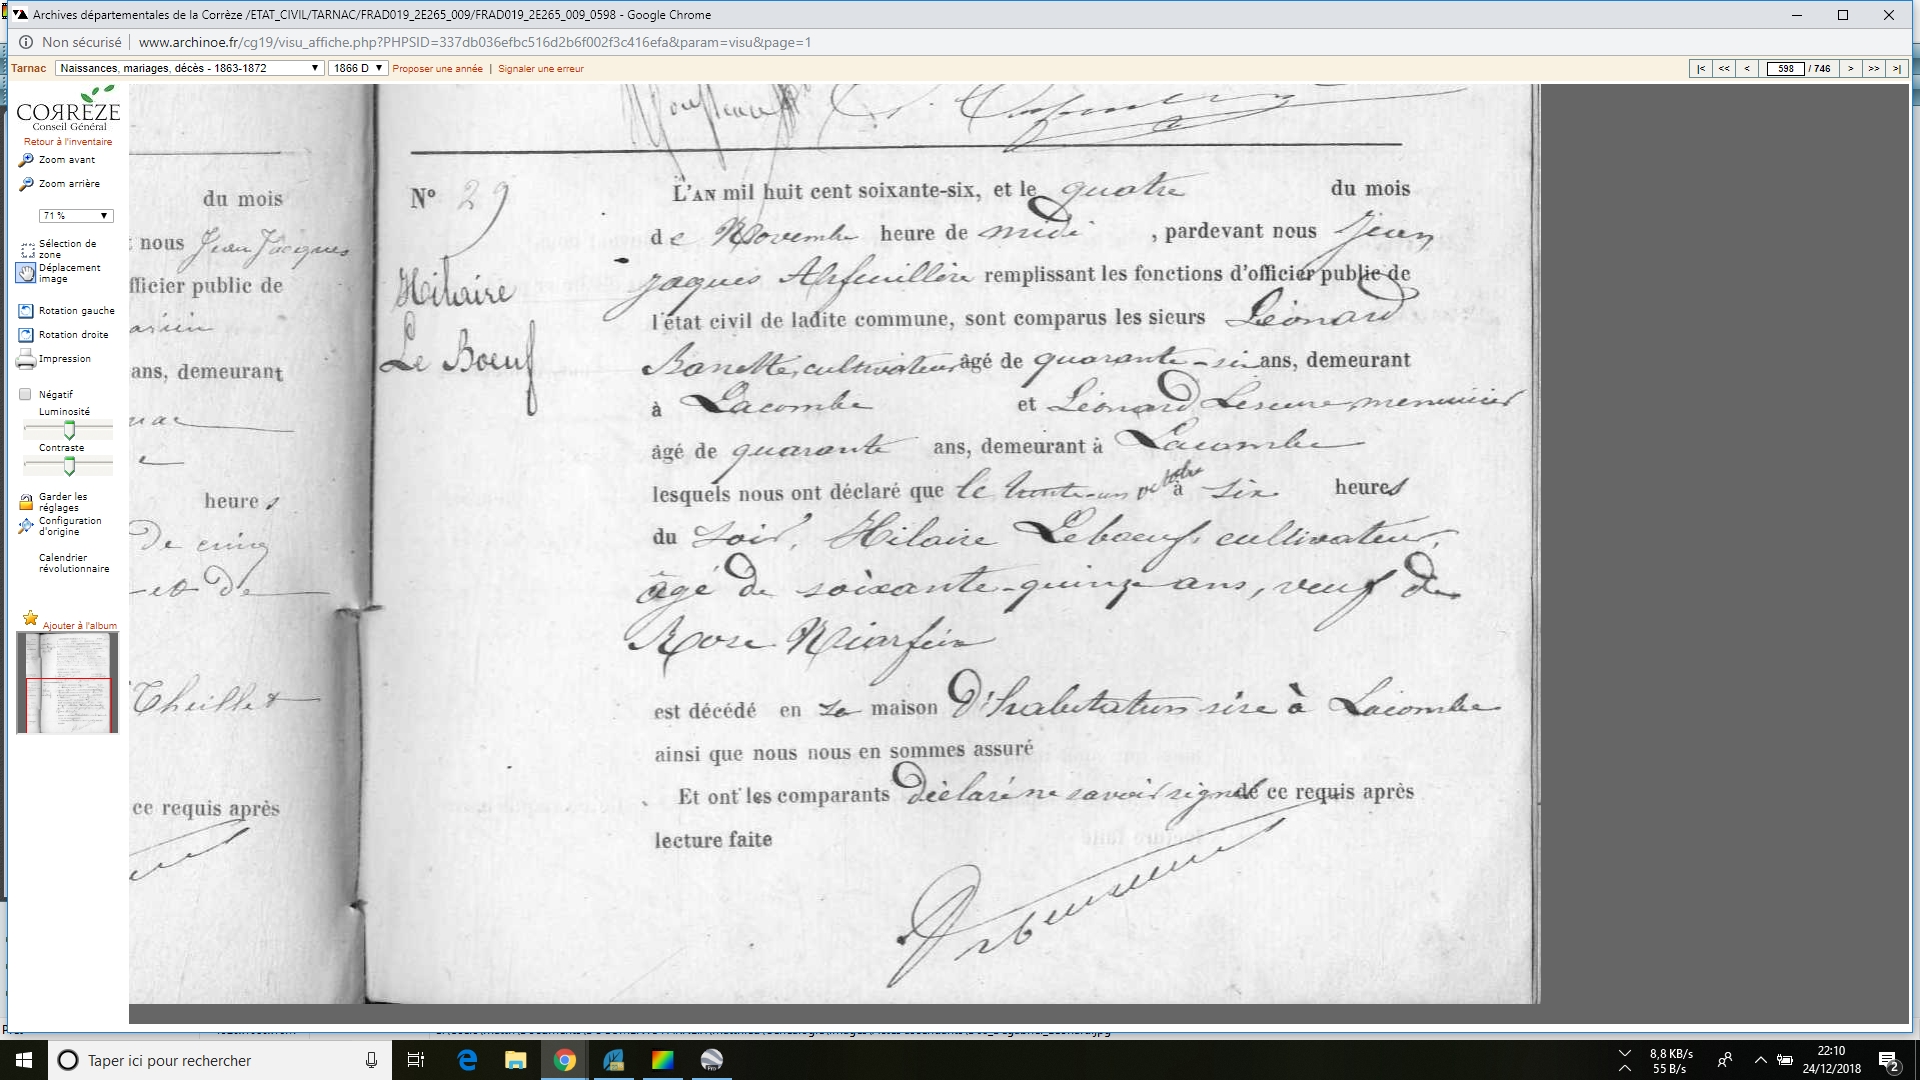 Archives départementales de la Corrèze /ETAT_CIVIL/TARNAC/FRAD019_2E265_009/FRAD019_2E265_009_0598 - Google Chrome
Non sécurisé | www.archinoe.fr/cg19/visu_affiche.php?PHPSID=337db036efbc516d2b6f002f3c416efa&param=visu&page=1
Tarnac Naissances, mariages, décès - 1863-1872 1866 D Proposer une année | Signaler une erreur |< << < 598 / 746 > >> >|
CORRÈZE
Conseil Général
Retour à l'inventaire
Zoom avant
Zoom arrière
71 %
Sélection de
zone
Déplacement
image
Rotation gauche
Rotation droite
Impression
Négatif
Luminosité
Contraste
Garder les
réglages
Configuration
d'origine
Calendrier
révolutionnaire
Ajouter à l'album
du mois
nous Jean Jacques
fficier public de
ans, demeurant
heures
De cinq
et de
Theillet
ce requis après
N° 29
Hilaire
Le Boeuf
L'AN mil huit cent soixante-six, et le quatre du mois
de Novembre heure de midi, pardevant nous Jean
jaques remplissant les fonctions d'officier public de
l'état civil de ladite commune, sont comparus les sieurs Léonard
cultivateur âgé de quarante-six ans, demeurant
à Lacombe et Léonard menuisier
âgé de quarante ans, demeurant à Lacombe
lesquels nous ont déclaré que le trente-un octobre à six heures
du soir, Hilaire Leboeuf, cultivateur,
âgé de soixante-quinze ans, veuf de
Rose
est décédé en sa maison d'habitation sise à Lacombe
ainsi que nous nous en sommes assuré
Et ont les comparants déclaré ne savoir signer de ce requis après
lecture faite
Taper ici pour rechercher
8,8 KB/s
55 B/s
22:10
24/12/2018
2